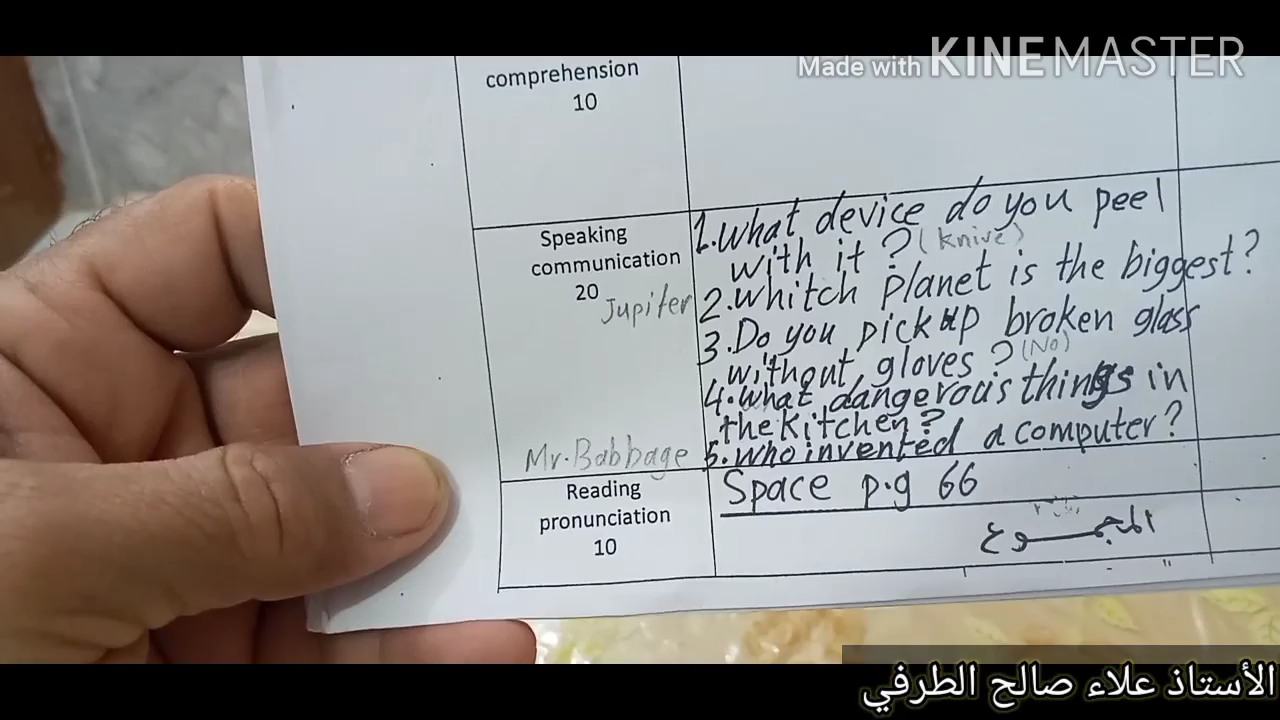 Made with KINEMASTER
comprehension
10
Speaking
communication
20
Jupiter
Mr.Babbage
1.What device do you peel
with it? (Knive)
2.Whitch planet is the biggest?
3.Do you pick up broken glass
without gloves? (No)
4.What dangerous things in
the kitchen?
5.Who invented a computer?
Reading
pronunciation
10
Space p.g 66
المجموع
الأستاذ علاء صالح الطرفي